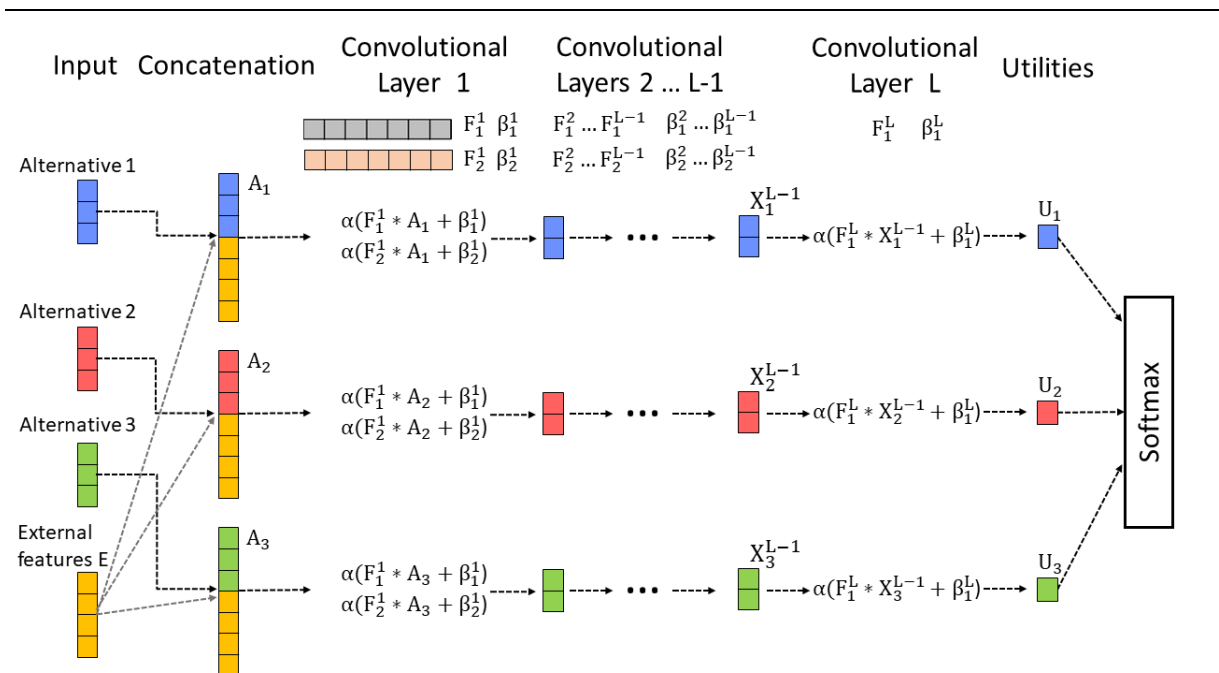 Input Concatenation Convolutional Layer 1 Convolutional Layers 2 ... L-1 Convolutional Layer L Utilities
F₁¹ β₁¹ F₁² ... F₁ᴸ⁻¹ β₁² ... β₁ᴸ⁻¹ F₁ᴸ β₁ᴸ
F₂¹ β₂¹ F₂² ... F₂ᴸ⁻¹ β₂² ... β₂ᴸ⁻¹
Alternative 1
A₁
X₁ᴸ⁻¹
U₁
α(F₁¹ * A₁ + β₁¹)
α(F₂¹ * A₁ + β₂¹)
•••
α(F₁ᴸ * X₁ᴸ⁻¹ + β₁ᴸ)
Alternative 2
A₂
X₂ᴸ⁻¹
U₂
α(F₁¹ * A₂ + β₁¹)
α(F₂¹ * A₂ + β₂¹)
•••
α(F₁ᴸ * X₂ᴸ⁻¹ + β₁ᴸ)
Softmax
Alternative 3
External
features E
A₃
X₃ᴸ⁻¹
U₃
α(F₁¹ * A₃ + β₁¹)
α(F₂¹ * A₃ + β₂¹)
•••
α(F₁ᴸ * X₃ᴸ⁻¹ + β₁ᴸ)